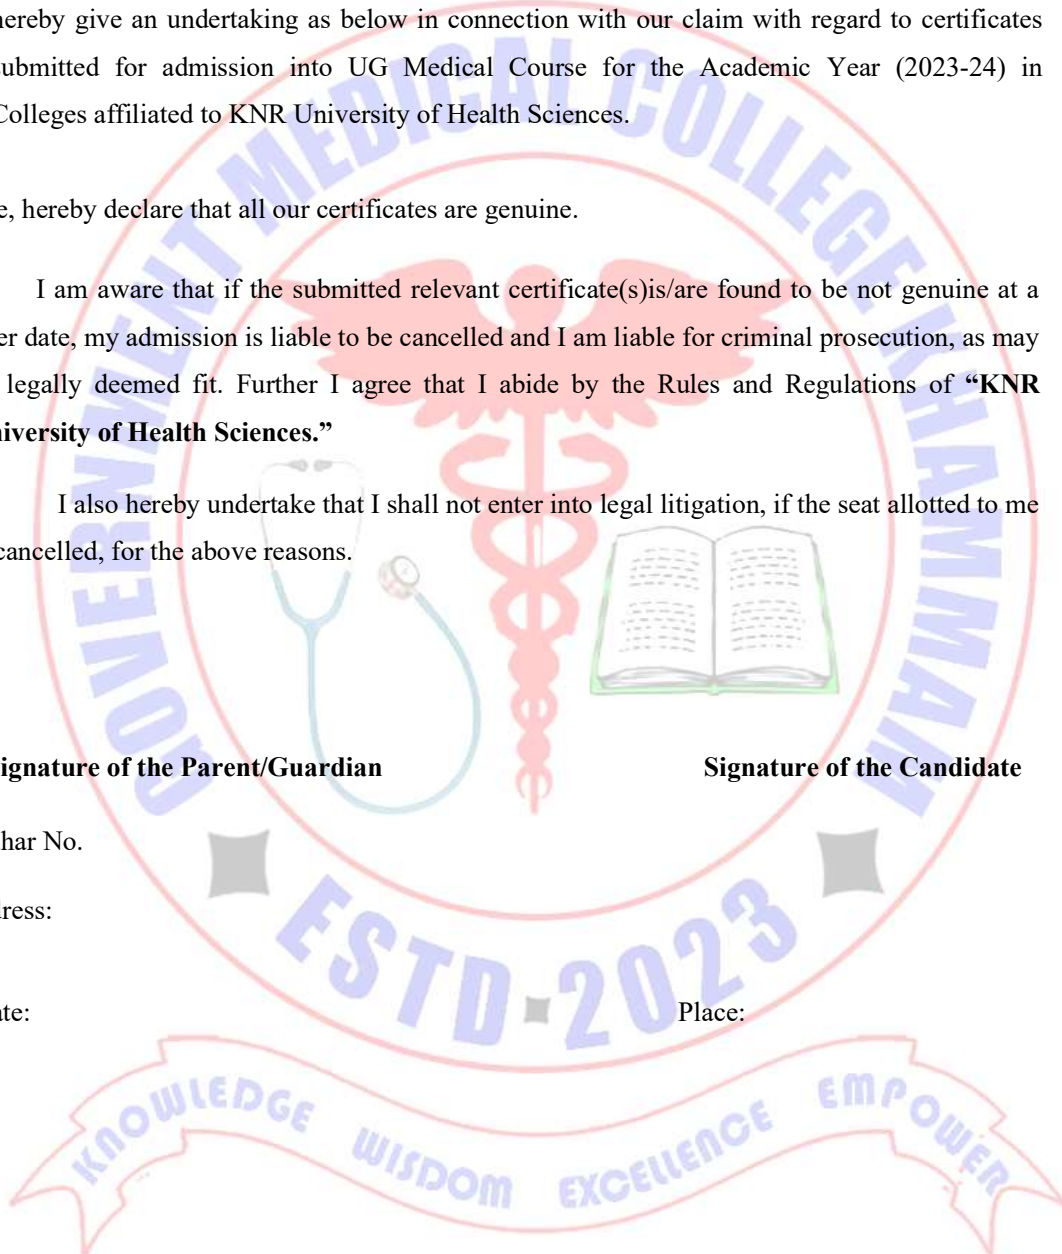 hereby give an undertaking as below in connection with our claim with regard to certificates
submitted for admission into UG Medical Course for the Academic Year (2023-24) in
Colleges affiliated to KNR University of Health Sciences.
e, hereby declare that all our certificates are genuine.
I am aware that if the submitted relevant certificate(s)is/are found to be not genuine at a
er date, my admission is liable to be cancelled and I am liable for criminal prosecution, as may
legally deemed fit. Further I agree that I abide by the Rules and Regulations of “KNR
niversity of Health Sciences.”
I also hereby undertake that I shall not enter into legal litigation, if the seat allotted to me
cancelled, for the above reasons.
ignature of the Parent/Guardian Signature of the Candidate
har No.
dress:
ate: Place:
GOVERNMENT MEDICAL COLLEGE KHAMMAM
ESTD 2023
KNOWLEDGE WISDOM EXCELLENCE EMPOWER